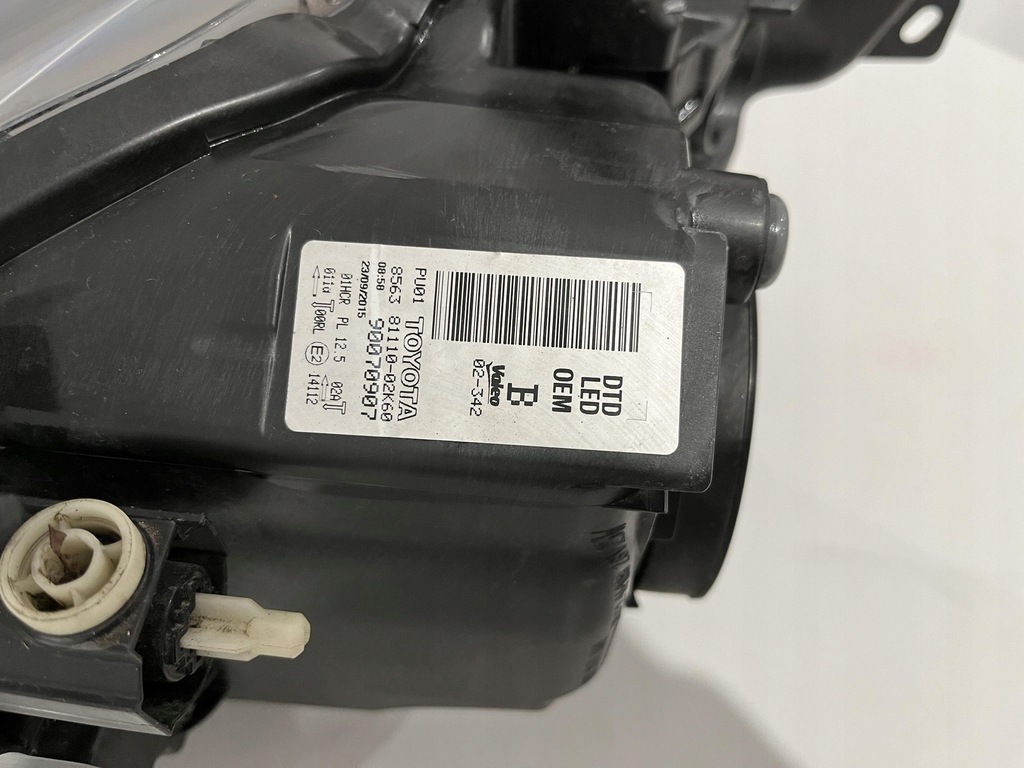 DTD
LED
OEM
B
Valeo
02-342
PU01 TOYOTA
8563 81110-02K60
08:58 90070907
23/09/2015
01HCR PL 12,5 02A
00RL E2 14112